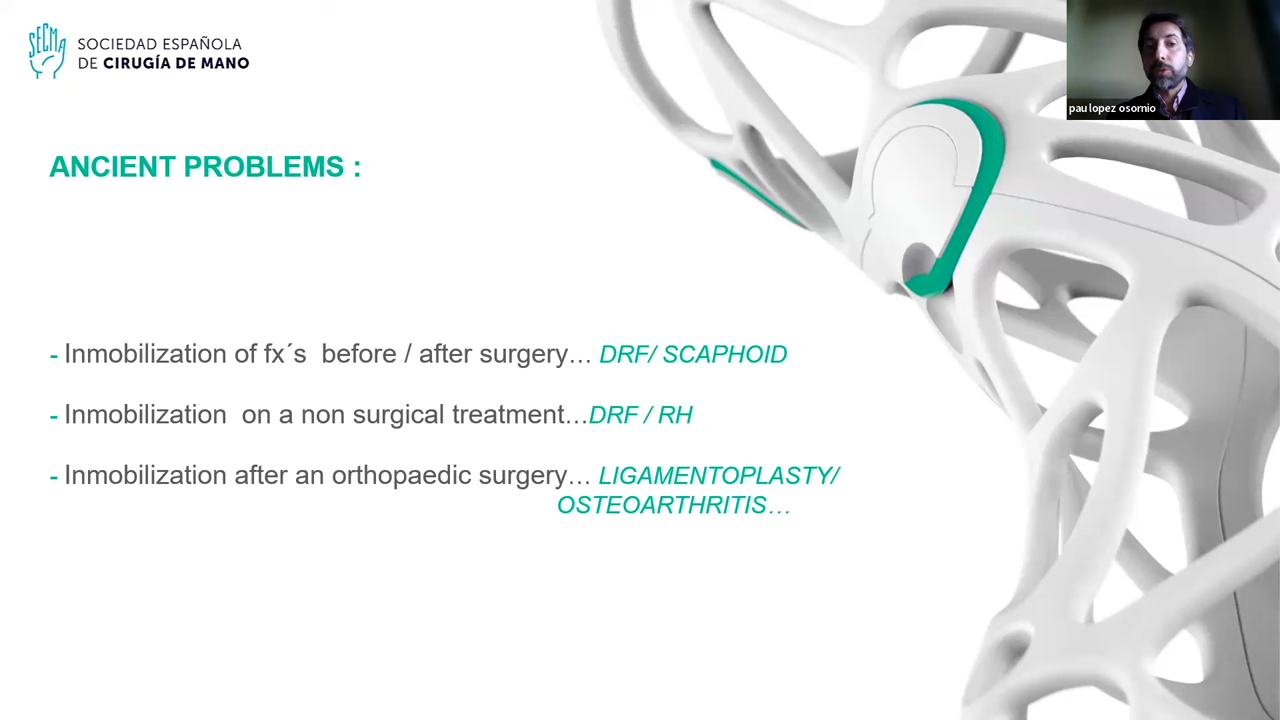 SECMA
SOCIEDAD ESPAÑOLA
DE CIRUGÍA DE MANO
pau lopez osornio
ANCIENT PROBLEMS :
- Inmobilization of fx´s before / after surgery… DRF/ SCAPHOID
- Inmobilization on a non surgical treatment…DRF / RH
- Inmobilization after an orthopaedic surgery… LIGAMENTOPLASTY/
OSTEOARTHRITIS…